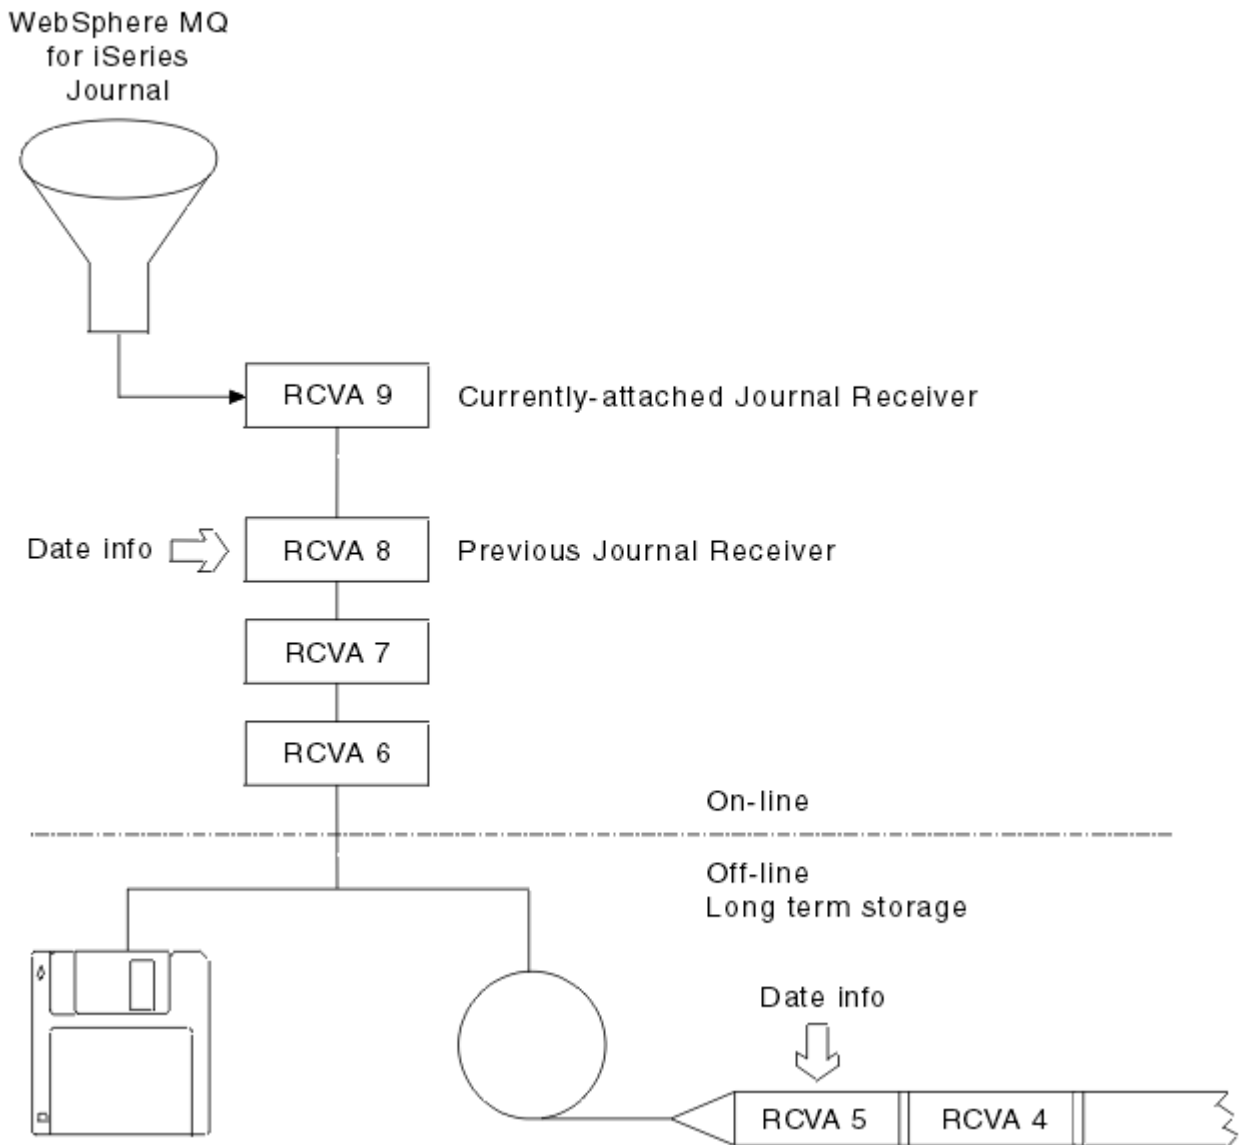 WebSphere MQ
for iSeries
Journal
RCVA 9
Currently-attached Journal Receiver
Date info
RCVA 8
Previous Journal Receiver
RCVA 7
RCVA 6
On-line
Off-line
Long term storage
Date info
RCVA 5
RCVA 4